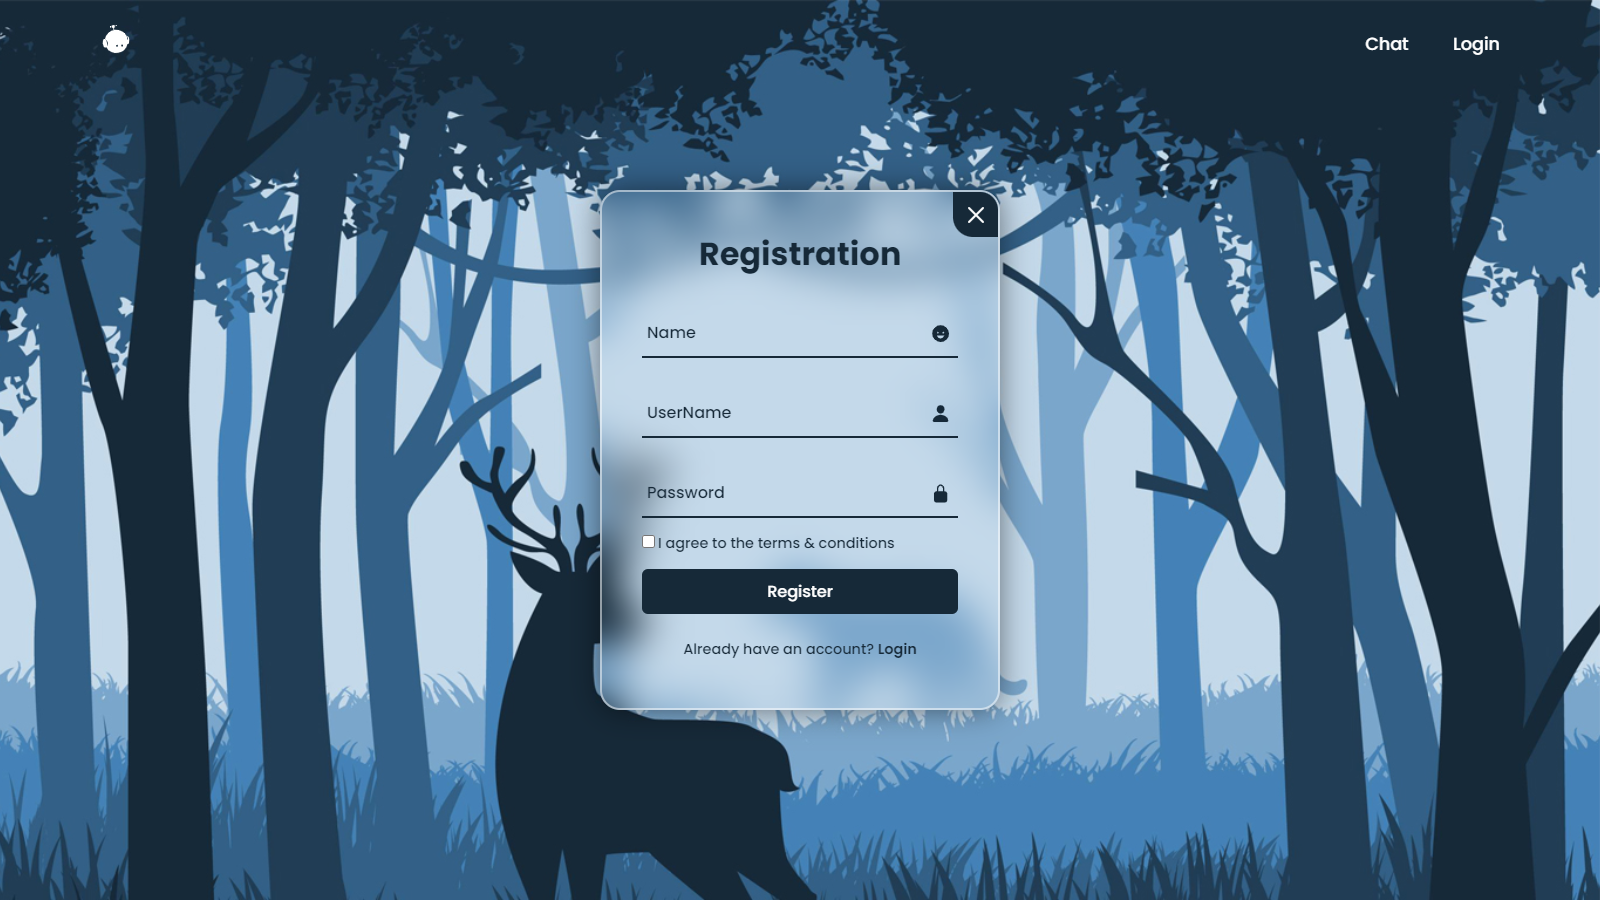 Chat
Login
Registration
Name
UserName
Password
I agree to the terms & conditions
Register
Already have an account? Login